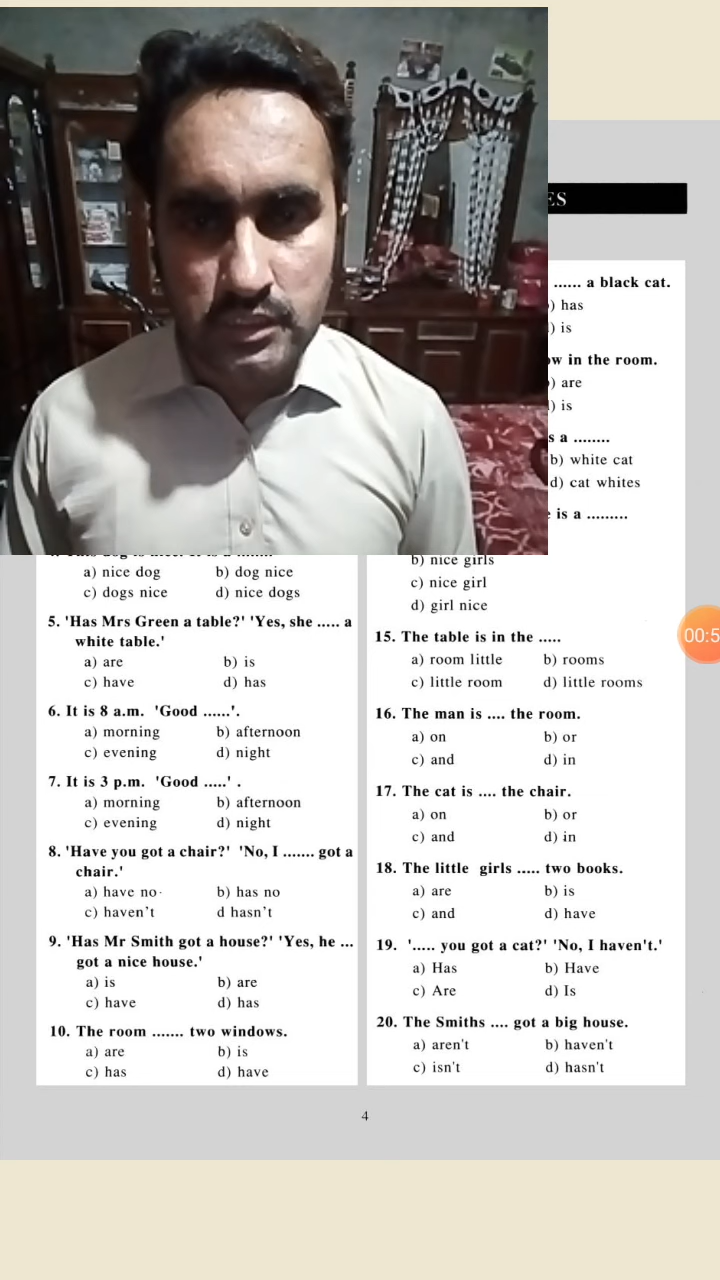 ES
a) nice dog b) dog nice
c) dogs nice d) nice dogs
5. 'Has Mrs Green a table?' 'Yes, she ..... a
white table.'
a) are b) is
c) have d) has
6. It is 8 a.m. 'Good ......'.
a) morning b) afternoon
c) evening d) night
7. It is 3 p.m. 'Good .....' .
a) morning b) afternoon
c) evening d) night
8. 'Have you got a chair?' 'No, I ....... got a
chair.'
a) have no b) has no
c) haven't d hasn't
9. 'Has Mr Smith got a house?' 'Yes, he ...
got a nice house.'
a) is b) are
c) have d) has
10. The room ....... two windows.
a) are b) is
c) has d) have
...... a black cat.
) has
) is
ow in the room.
) are
) is
s a ........
b) white cat
d) cat whites
is a .........
b) nice girls
c) nice girl
d) girl nice
15. The table is in the .....
a) room little b) rooms
c) little room d) little rooms
16. The man is .... the room.
a) on b) or
c) and d) in
17. The cat is .... the chair.
a) on b) or
c) and d) in
18. The little girls ..... two books.
a) are b) is
c) and d) have
19. '..... you got a cat?' 'No, I haven't.'
a) Has b) Have
c) Are d) Is
20. The Smiths .... got a big house.
a) aren't b) haven't
c) isn't d) hasn't
4
00:5